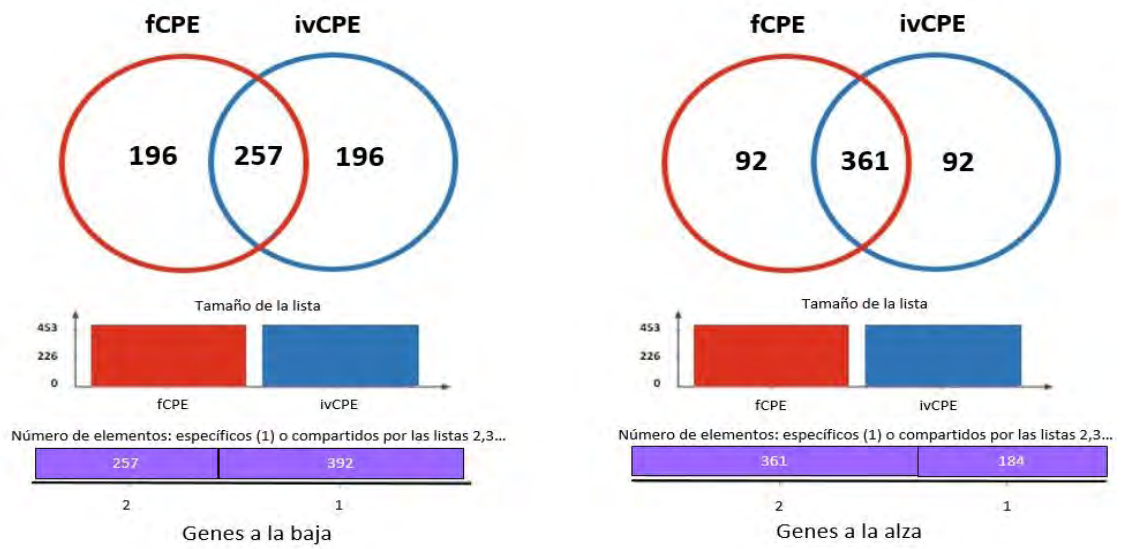 fCPE ivCPE
196 257 196
Tamaño de la lista
453
226
0
fCPE ivCPE
Número de elementos: específicos (1) o compartidos por las listas 2,3...
257 392
2 1
Genes a la baja
fCPE ivCPE
92 361 92
Tamaño de la lista
453
226
0
fCPE ivCPE
Número de elementos: específicos (1) o compartidos por las listas 2,3...
361 184
2 1
Genes a la alza